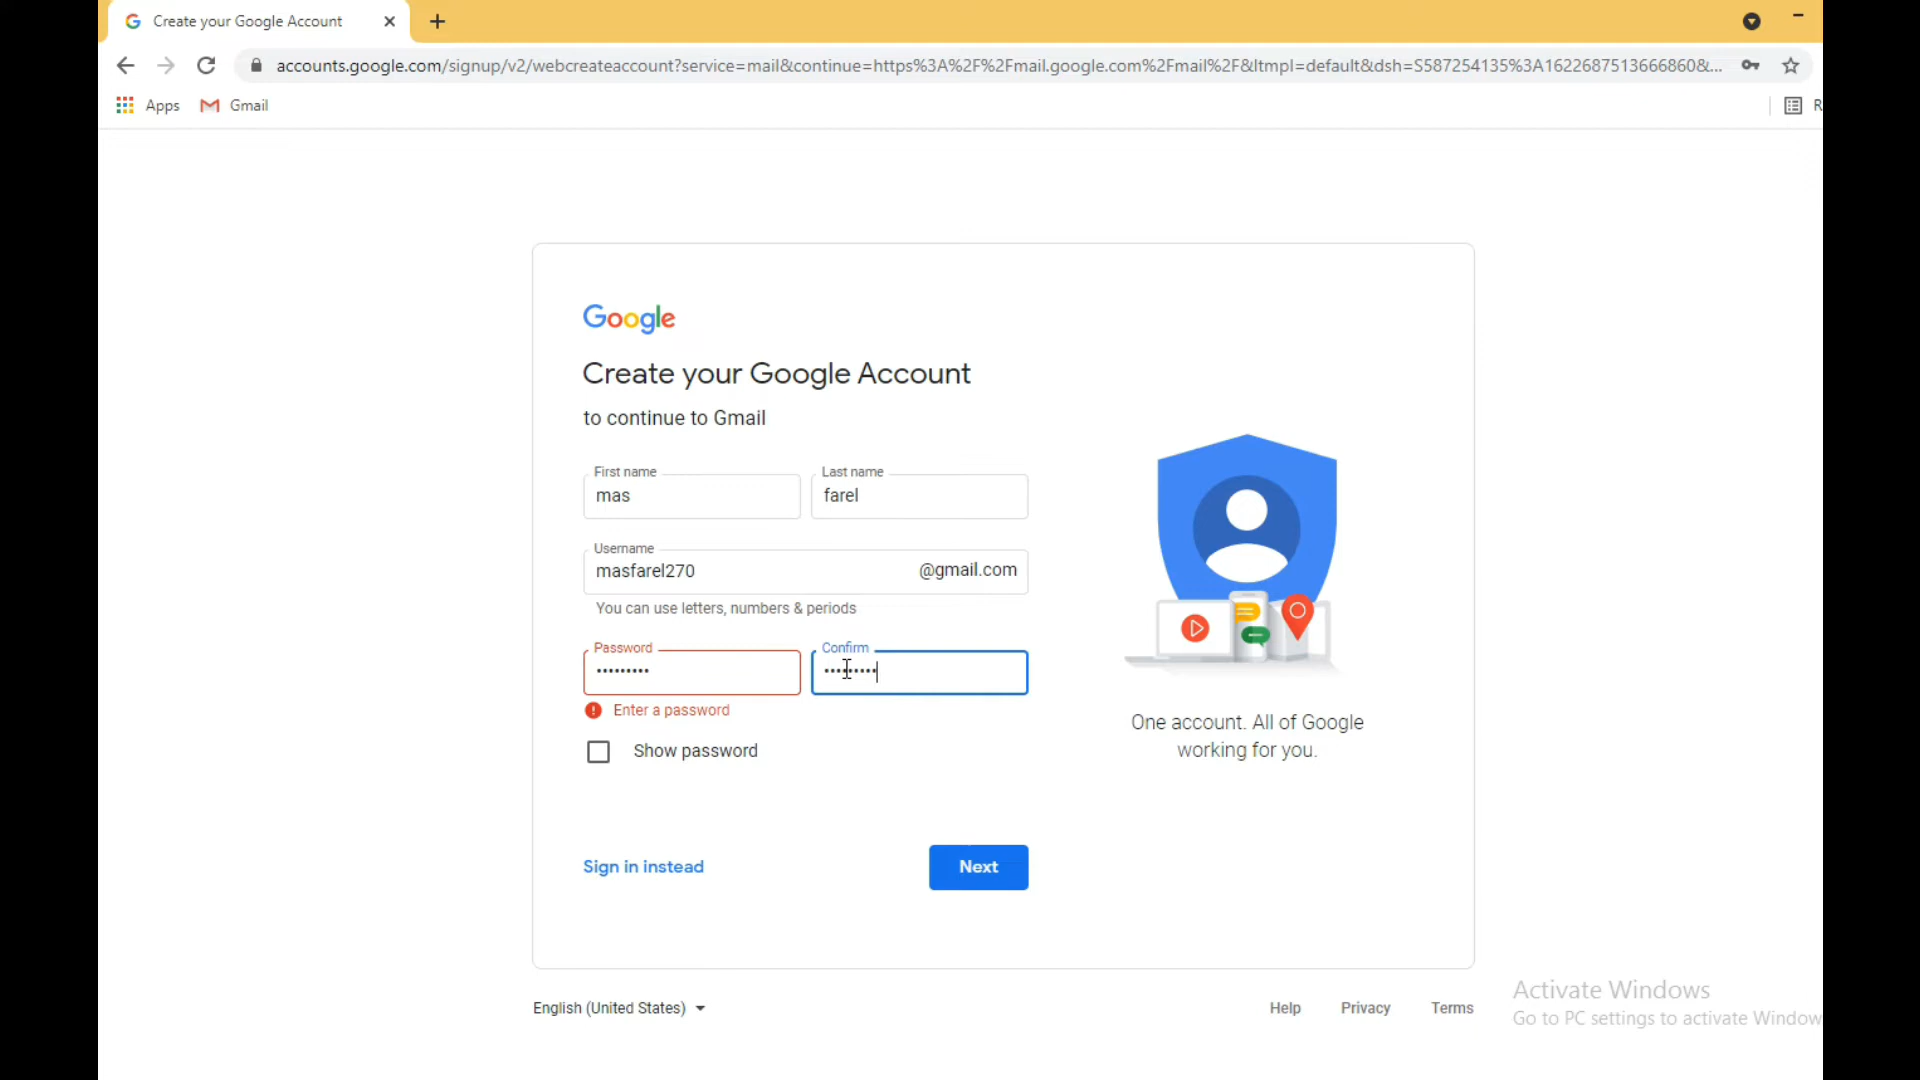 Create your Google Account
accounts.google.com/signup/v2/webcreateaccount?service=mail&continue=https%3A%2F%2Fmail.google.com%2Fmail%2F&ltmpl=default&dsh=S587254135%3A1622687513666860&...
Apps Gmail R
Google
Create your Google Account
to continue to Gmail
First name Last name
mas farel
Username
masfarel270 @gmail.com
You can use letters, numbers & periods
Password Confirm
••••••••• •••••••••
Enter a password
Show password
One account. All of Google
working for you.
Sign in instead Next
English (United States) Help Privacy Terms
Activate Windows
Go to PC settings to activate Window